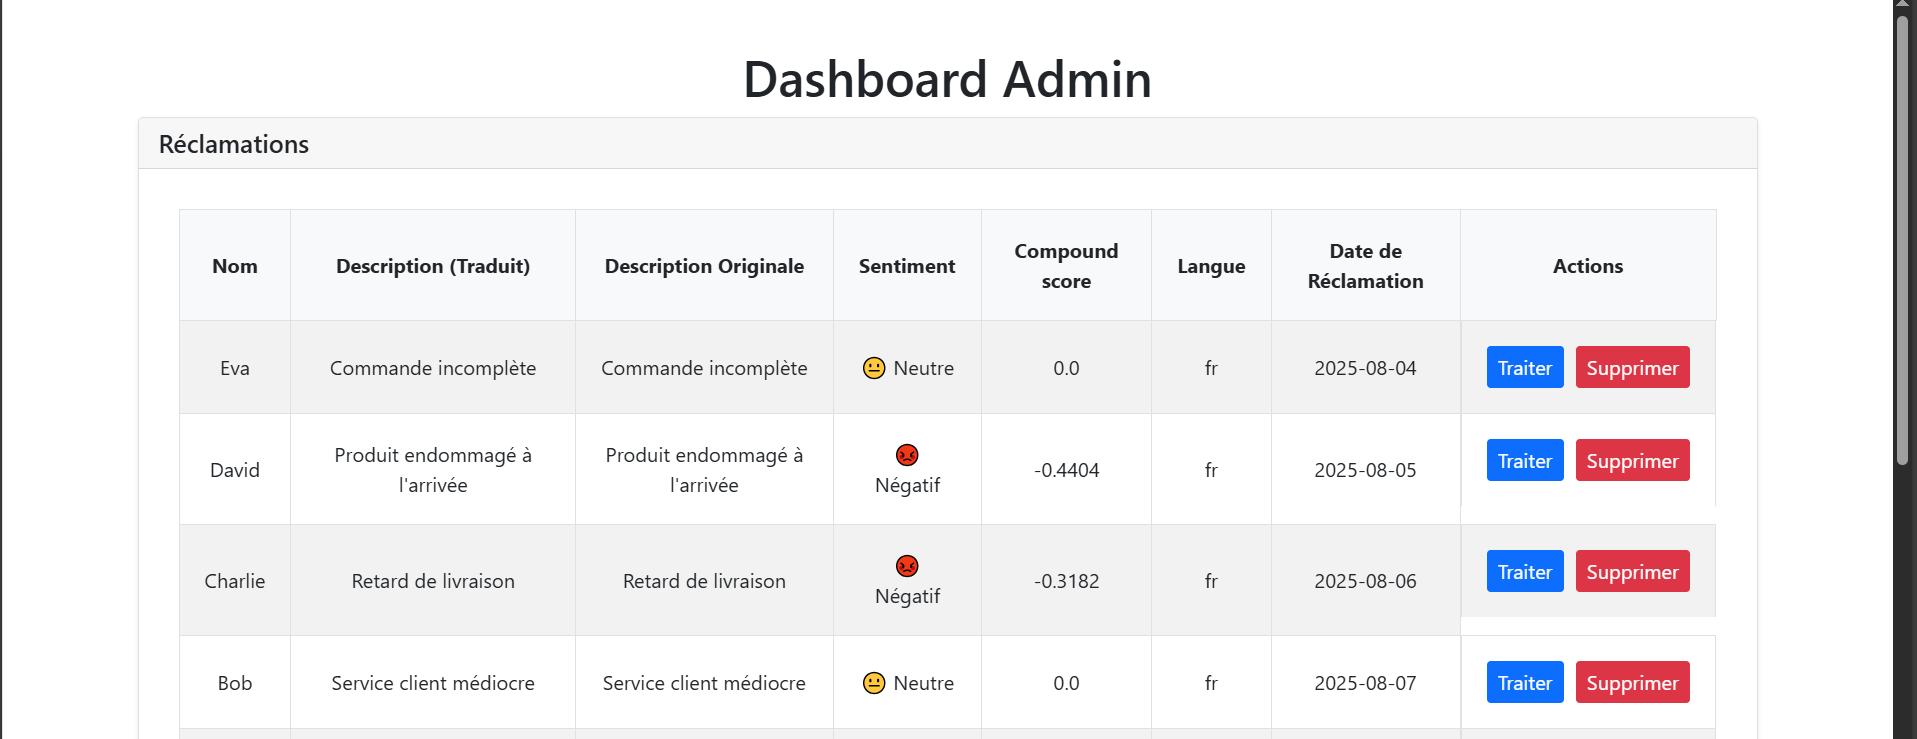 Dashboard Admin
Réclamations
Nom
Description (Traduit)
Description Originale
Sentiment
Compound
score
Langue
Date de
Réclamation
Actions
Eva
Commande incomplète
Commande incomplète
Neutre
0.0
fr
2025-08-04
Traiter
Supprimer
David
Produit endommagé à
l'arrivée
Produit endommagé à
l'arrivée
Négatif
-0.4404
fr
2025-08-05
Traiter
Supprimer
Charlie
Retard de livraison
Retard de livraison
Négatif
-0.3182
fr
2025-08-06
Traiter
Supprimer
Bob
Service client médiocre
Service client médiocre
Neutre
0.0
fr
2025-08-07
Traiter
Supprimer